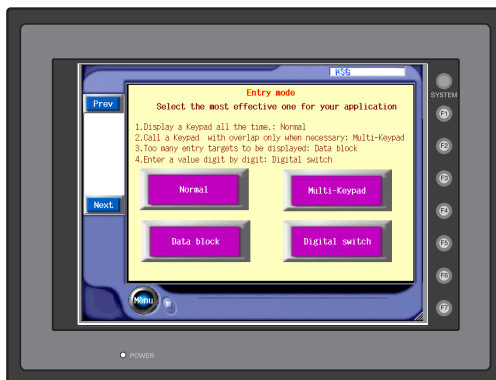 KSG
SYSTEM
Entry mode
Prev
Select the most effective one for your application
F1
1.Display a Keypad all the time.: Normal
2.Call a Keypad with overlap only when necessary: Multi-Keypad
F2
3.Too many entry targets to be displayed: Data block
4.Enter a value digit by digit: Digital switch
F3
Normal
Multi-Keypad
Next
F4
Data block
Digital switch
F5
F6
Menu
F7
POWER